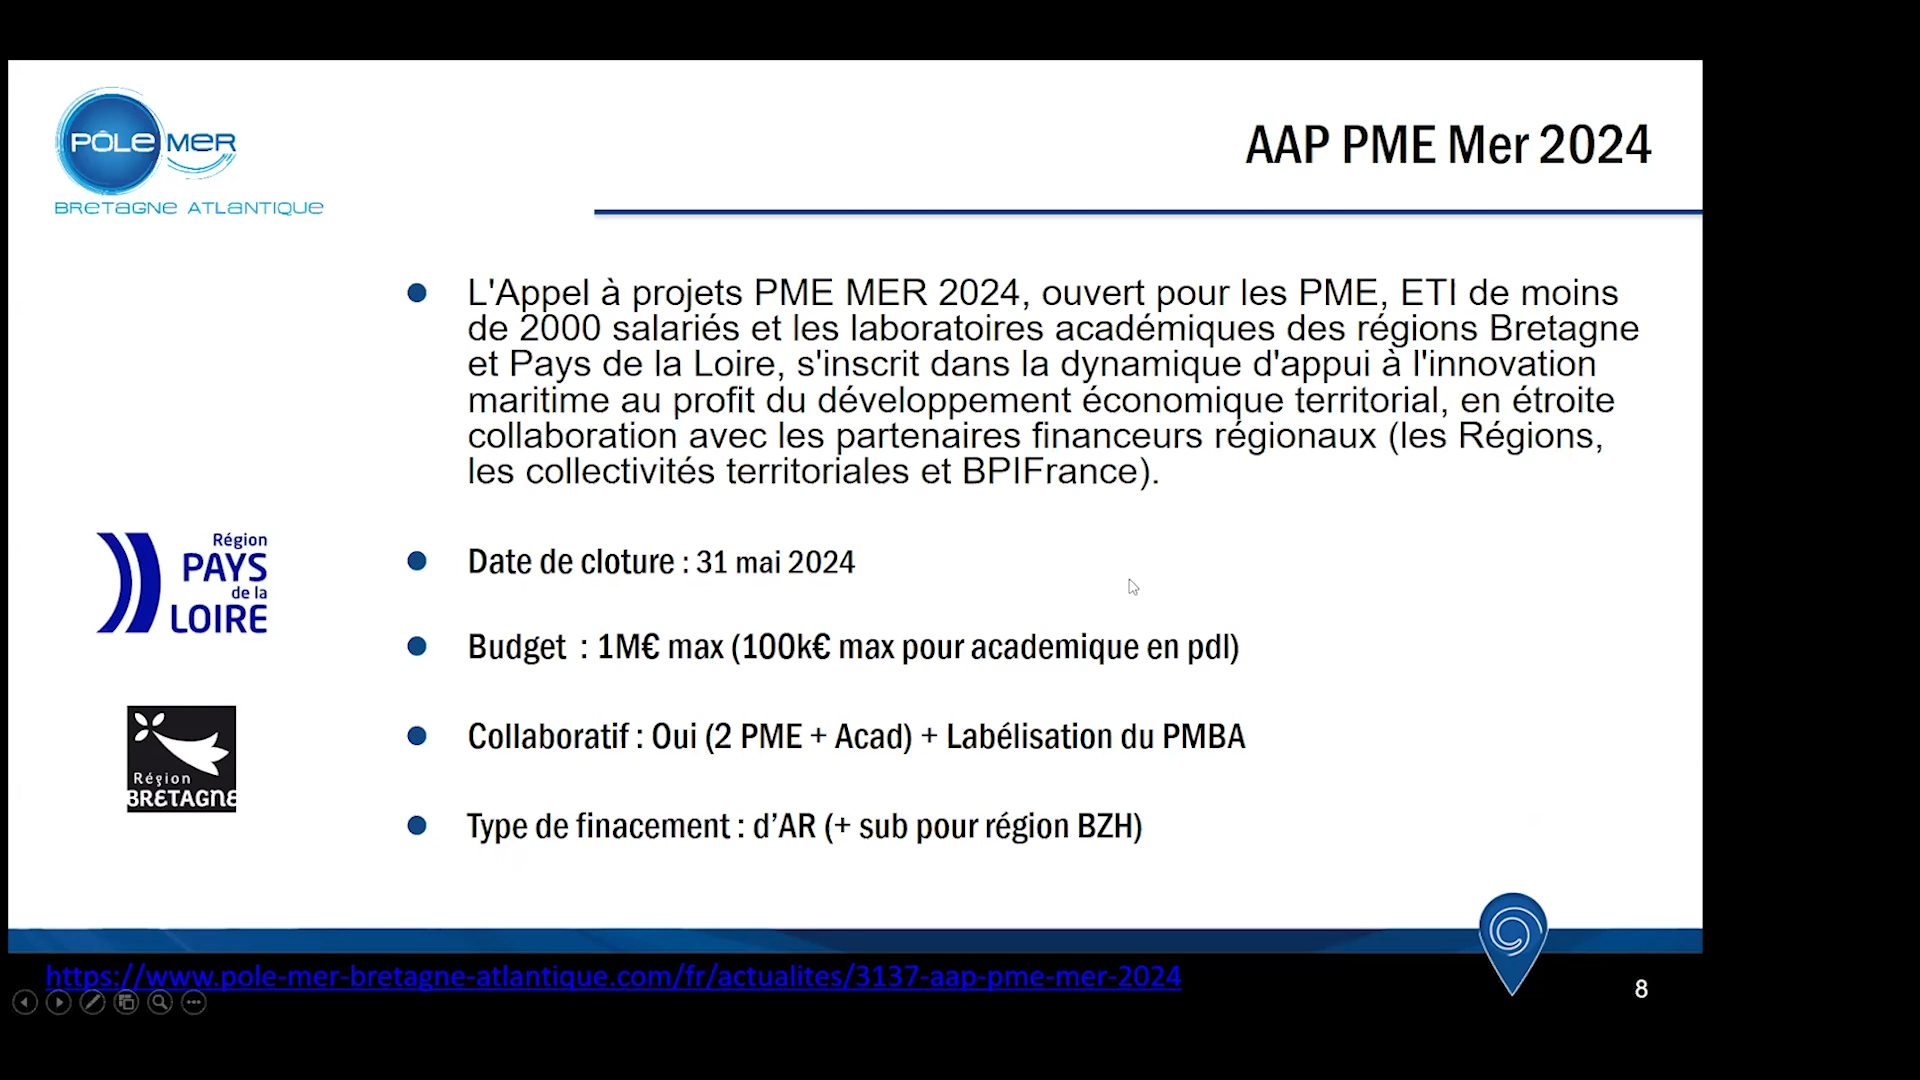 PÔLE MER
BRETAGNE ATLANTIQUE
AAP PME Mer 2024
L'Appel à projets PME MER 2024, ouvert pour les PME, ETI de moins
de 2000 salariés et les laboratoires académiques des régions Bretagne
et Pays de la Loire, s'inscrit dans la dynamique d'appui à l'innovation
maritime au profit du développement économique territorial, en étroite
collaboration avec les partenaires financeurs régionaux (les Régions,
les collectivités territoriales et BPIFrance).
Région
PAYS
de la
LOIRE
Date de cloture : 31 mai 2024
Budget : 1M€ max (100k€ max pour academique en pdl)
Région
BRETAGNE
Collaboratif : Oui (2 PME + Acad) + Labélisation du PMBA
Type de finacement : d’AR (+ sub pour région BZH)
https://www.pole-mer-bretagne-atlantique.com/fr/actualites/3137-aap-pme-mer-2024
8